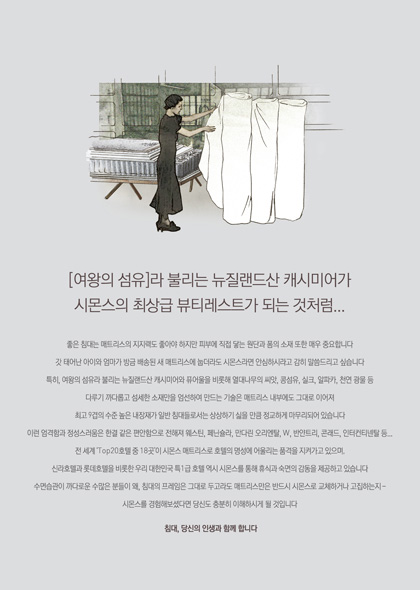 [여왕의 섬유]라 불리는 뉴질랜드산 캐시미어가
시몬스의 최상급 뷰티레스트가 되는 것처럼...
좋은 침대는 매트리스의 지지력도 좋아야 하지만 피부에 직접 닿는 원단과 폼의 소재 또한 매우 중요합니다
갓 태어난 아이와 엄마가 방금 배송된 새 매트리스에 눕더라도 시몬스라면 안심하시라고 감히 말씀드리고 싶습니다
특히, 여왕의 섬유라 불리는 뉴질랜드산 캐시미어와 퓨어울을 비롯해 열대나무의 씨앗, 콩섬유, 실크, 알파카, 천연 광물 등
다루기 까다롭고 섬세한 소재만을 엄선하여 만드는 기술은 매트리스 내부에도 그대로 이어져
최고 9겹의 수준 높은 내장재가 일반 침대들로서는 상상하기 싫을 만큼 정교하게 마무리되어 있습니다
이런 엄격함과 정성스러움은 한결 같은 편안함으로 전해져 웨스틴, 페닌슐라, 만다린 오리엔탈, W, 반얀트리, 콘래드, 인터컨티넨탈 등...
전 세계 'Top20호텔 중 18곳'이 시몬스 매트리스로 호텔의 명성에 어울리는 품격을 지켜가고 있으며,
신라호텔과 롯데호텔을 비롯한 우리 대한민국 특1급 호텔 역시 시몬스를 통해 휴식과 숙면의 감동을 제공하고 있습니다
수면습관이 까다로운 수많은 분들이 왜, 침대의 프레임은 그대로 두고라도 매트리스만은 반드시 시몬스로 교체하거나 고집하는지 –
시몬스를 경험해보셨다면 당신도 충분히 이해하시게 될 것입니다
침대, 당신의 인생과 함께 합니다